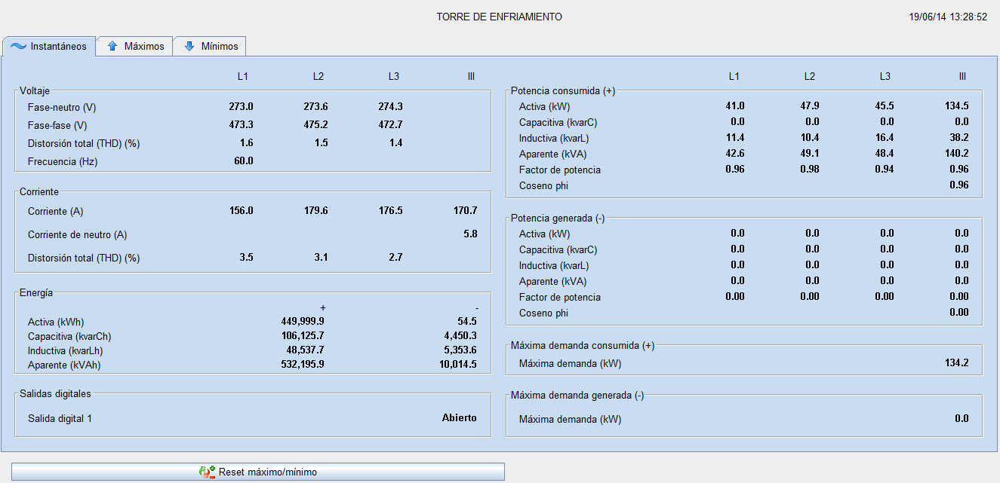 TORRE DE ENFRIAMIENTO
19/06/14 13:28:52
Instantáneos Máximos Mínimos
L1 L2 L3 III
Voltaje
Fase-neutro (V) 273.0 273.6 274.3
Fase-fase (V) 473.3 475.2 472.7
Distorsión total (THD) (%) 1.6 1.5 1.4
Frecuencia (Hz) 60.0
Corriente
Corriente (A) 156.0 179.6 176.5 170.7
Corriente de neutro (A) 5.8
Distorsión total (THD) (%) 3.5 3.1 2.7
Energía
+ -
Activa (kWh) 449,999.9 54.5
Capacitiva (kvarCh) 106,125.7 4,450.3
Inductiva (kvarLh) 48,537.7 5,353.6
Aparente (kVAh) 532,195.9 10,014.5
Salidas digitales
Salida digital 1 Abierto
L1 L2 L3 III
Potencia consumida (+)
Activa (kW) 41.0 47.9 45.5 134.5
Capacitiva (kvarC) 0.0 0.0 0.0 0.0
Inductiva (kvarL) 11.4 10.4 16.4 38.2
Aparente (kVA) 42.6 49.1 48.4 140.2
Factor de potencia 0.96 0.98 0.94 0.96
Coseno phi 0.96
Potencia generada (-)
Activa (kW) 0.0 0.0 0.0 0.0
Capacitiva (kvarC) 0.0 0.0 0.0 0.0
Inductiva (kvarL) 0.0 0.0 0.0 0.0
Aparente (kVA) 0.0 0.0 0.0 0.0
Factor de potencia 0.00 0.00 0.00 0.00
Coseno phi 0.00
Máxima demanda consumida (+)
Máxima demanda (kW) 134.2
Máxima demanda generada (-)
Máxima demanda (kW) 0.0
Reset máximo/mínimo